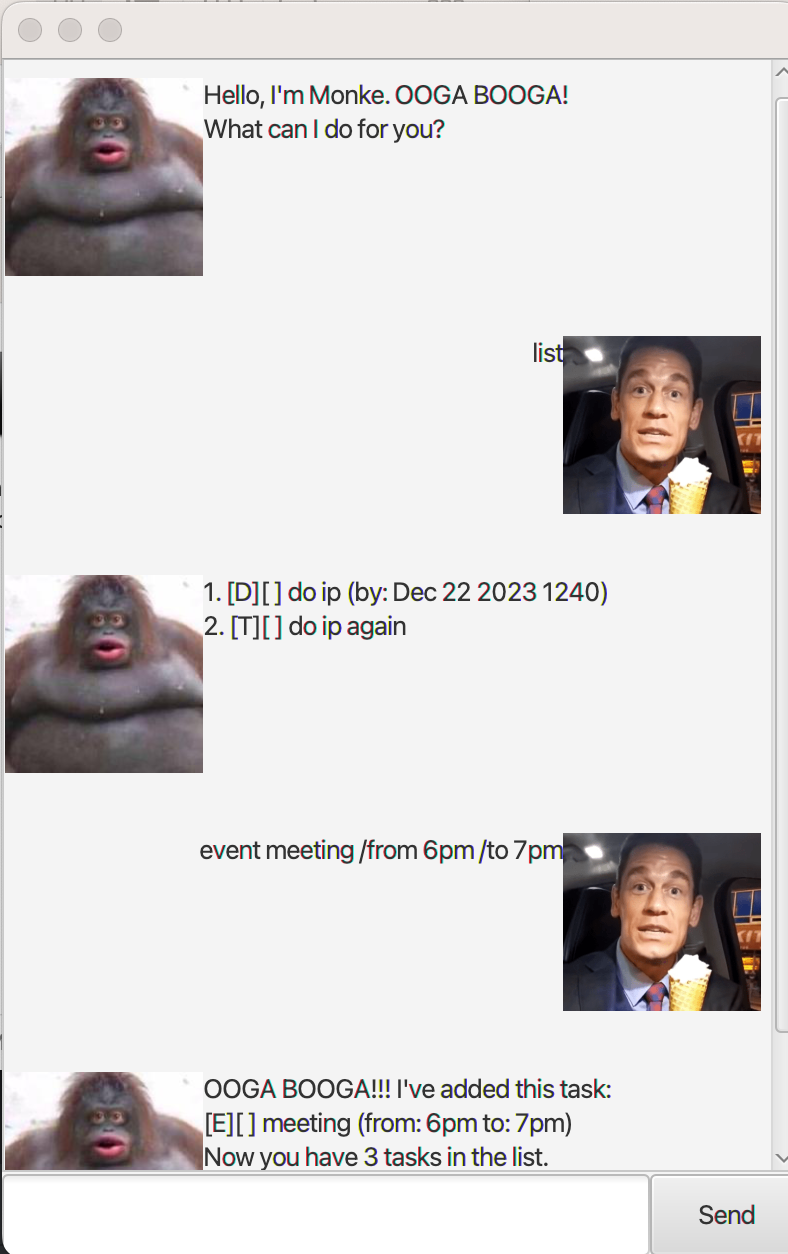 Hello, I'm Monke. OOGA BOOGA!
What can I do for you?
list
1. [D][ ] do ip (by: Dec 22 2023 1240)
2. [T][ ] do ip again
event meeting /from 6pm /to 7pm
OOGA BOOGA!!! I've added this task:
[E][ ] meeting (from: 6pm to: 7pm)
Now you have 3 tasks in the list.
Send